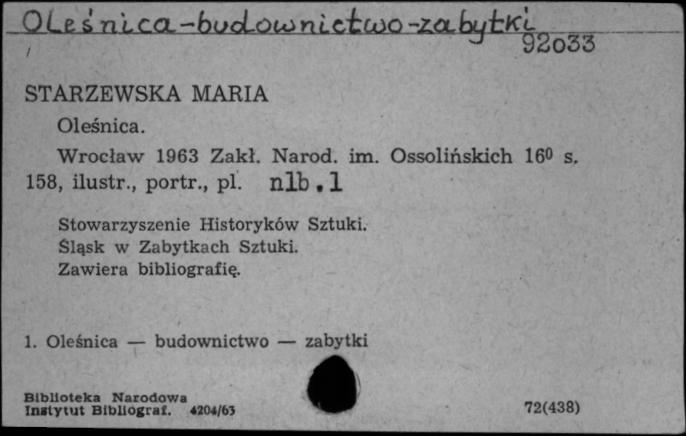 Oleśnica-budownictwo-zabytki
92033
STARZEWSKA MARIA
Oleśnica.
Wrocław 1963 Zakł. Narod. im. Ossolińskich 16⁰ s.
158, ilustr., portr., pl. nlb.1
Stowarzyszenie Historyków Sztuki.
Śląsk w Zabytkach Sztuki.
Zawiera bibliografię.
1. Oleśnica — budownictwo — zabytki
Biblioteka Narodowa
Instytut Bibliograf. 4204/63
72(438)